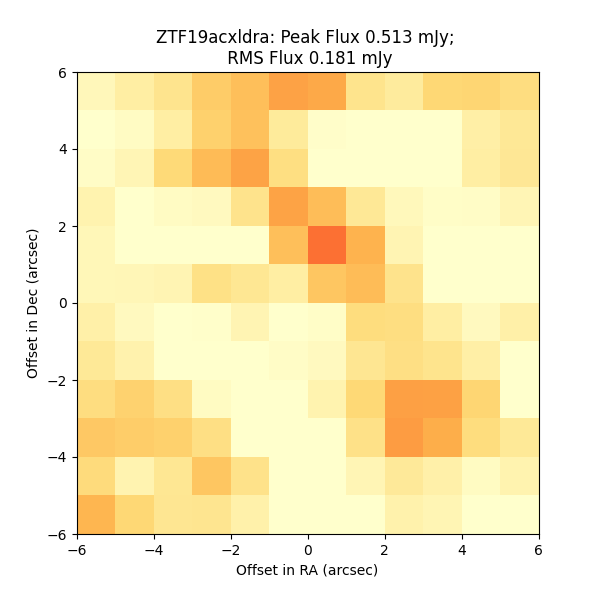 ZTF19acxldra: Peak Flux 0.513 mJy;
RMS Flux 0.181 mJy
6
4
2
0
−2
−4
−6
Offset in Dec (arcsec)
−6 −4 −2 0 2 4 6
Offset in RA (arcsec)